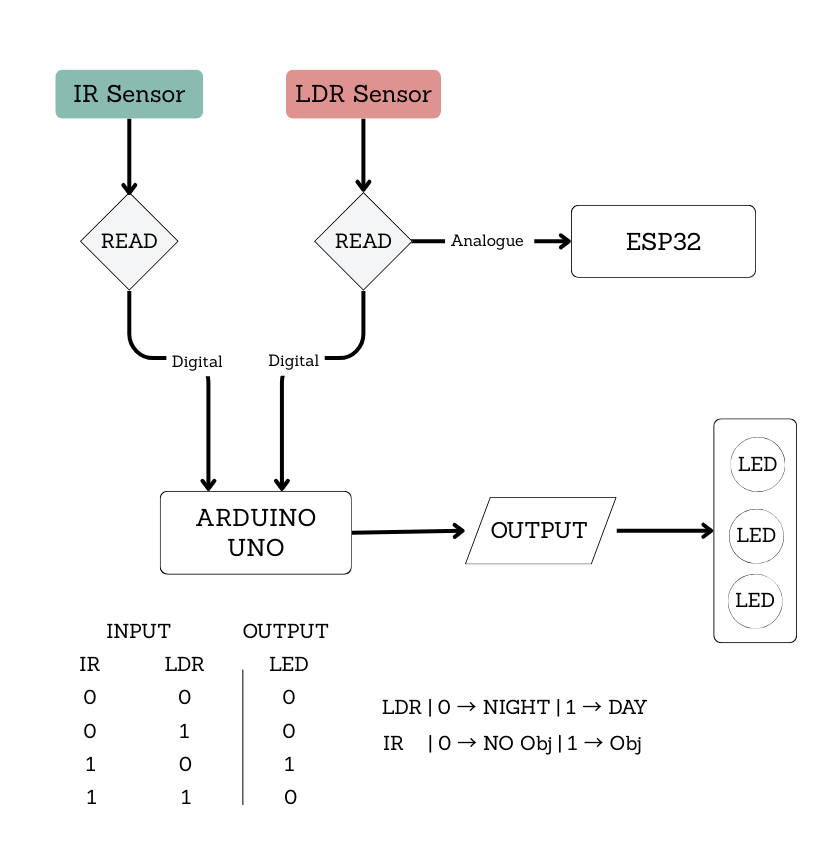 IR Sensor
LDR Sensor
READ
READ
Analogue
ESP32
Digital
Digital
LED
LED
LED
ARDUINO
UNO
OUTPUT
INPUT OUTPUT
IR LDR LED
0 0 0
0 1 0
1 0 1
1 1 0
LDR | 0 → NIGHT | 1 → DAY
IR | 0 → NO Obj | 1 → Obj